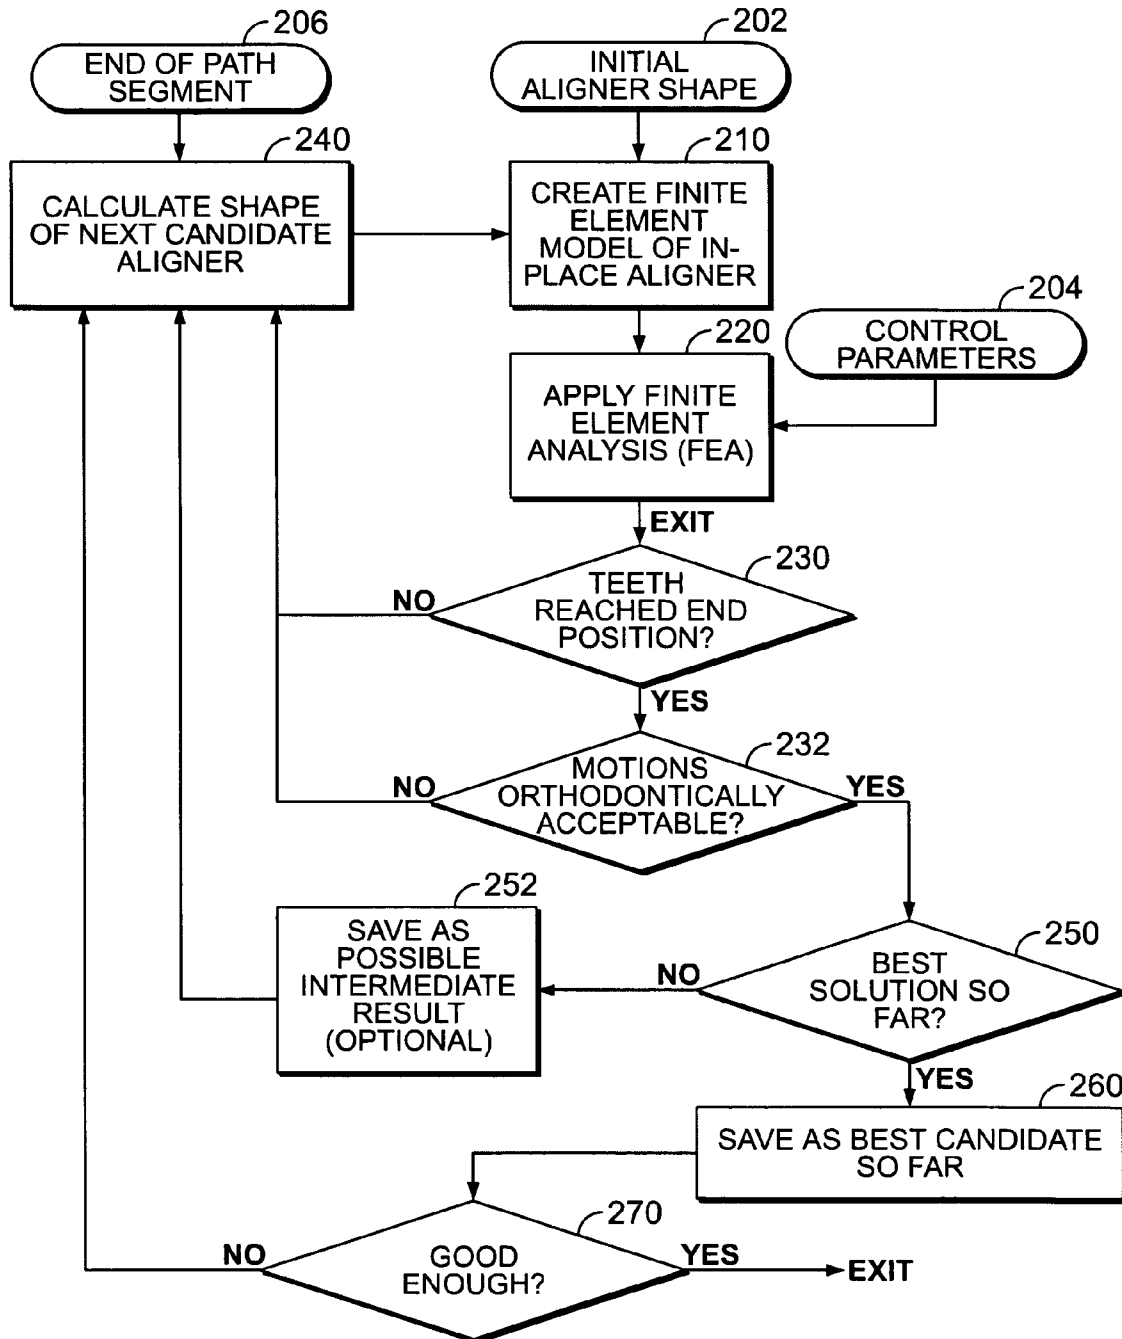 206
END OF PATH
SEGMENT
202
INITIAL
ALIGNER SHAPE
240
CALCULATE SHAPE
OF NEXT CANDIDATE
ALIGNER
210
CREATE FINITE
ELEMENT
MODEL OF IN-
PLACE ALIGNER
204
CONTROL
PARAMETERS
220
APPLY FINITE
ELEMENT
ANALYSIS (FEA)
EXIT
230
TEETH
REACHED END
POSITION?
NO
YES
232
MOTIONS
ORTHODONTICALLY
ACCEPTABLE?
NO
YES
252
SAVE AS
POSSIBLE
INTERMEDIATE
RESULT
(OPTIONAL)
250
BEST
SOLUTION SO
FAR?
NO
YES
260
SAVE AS BEST CANDIDATE
SO FAR
270
GOOD
ENOUGH?
NO
YES
EXIT